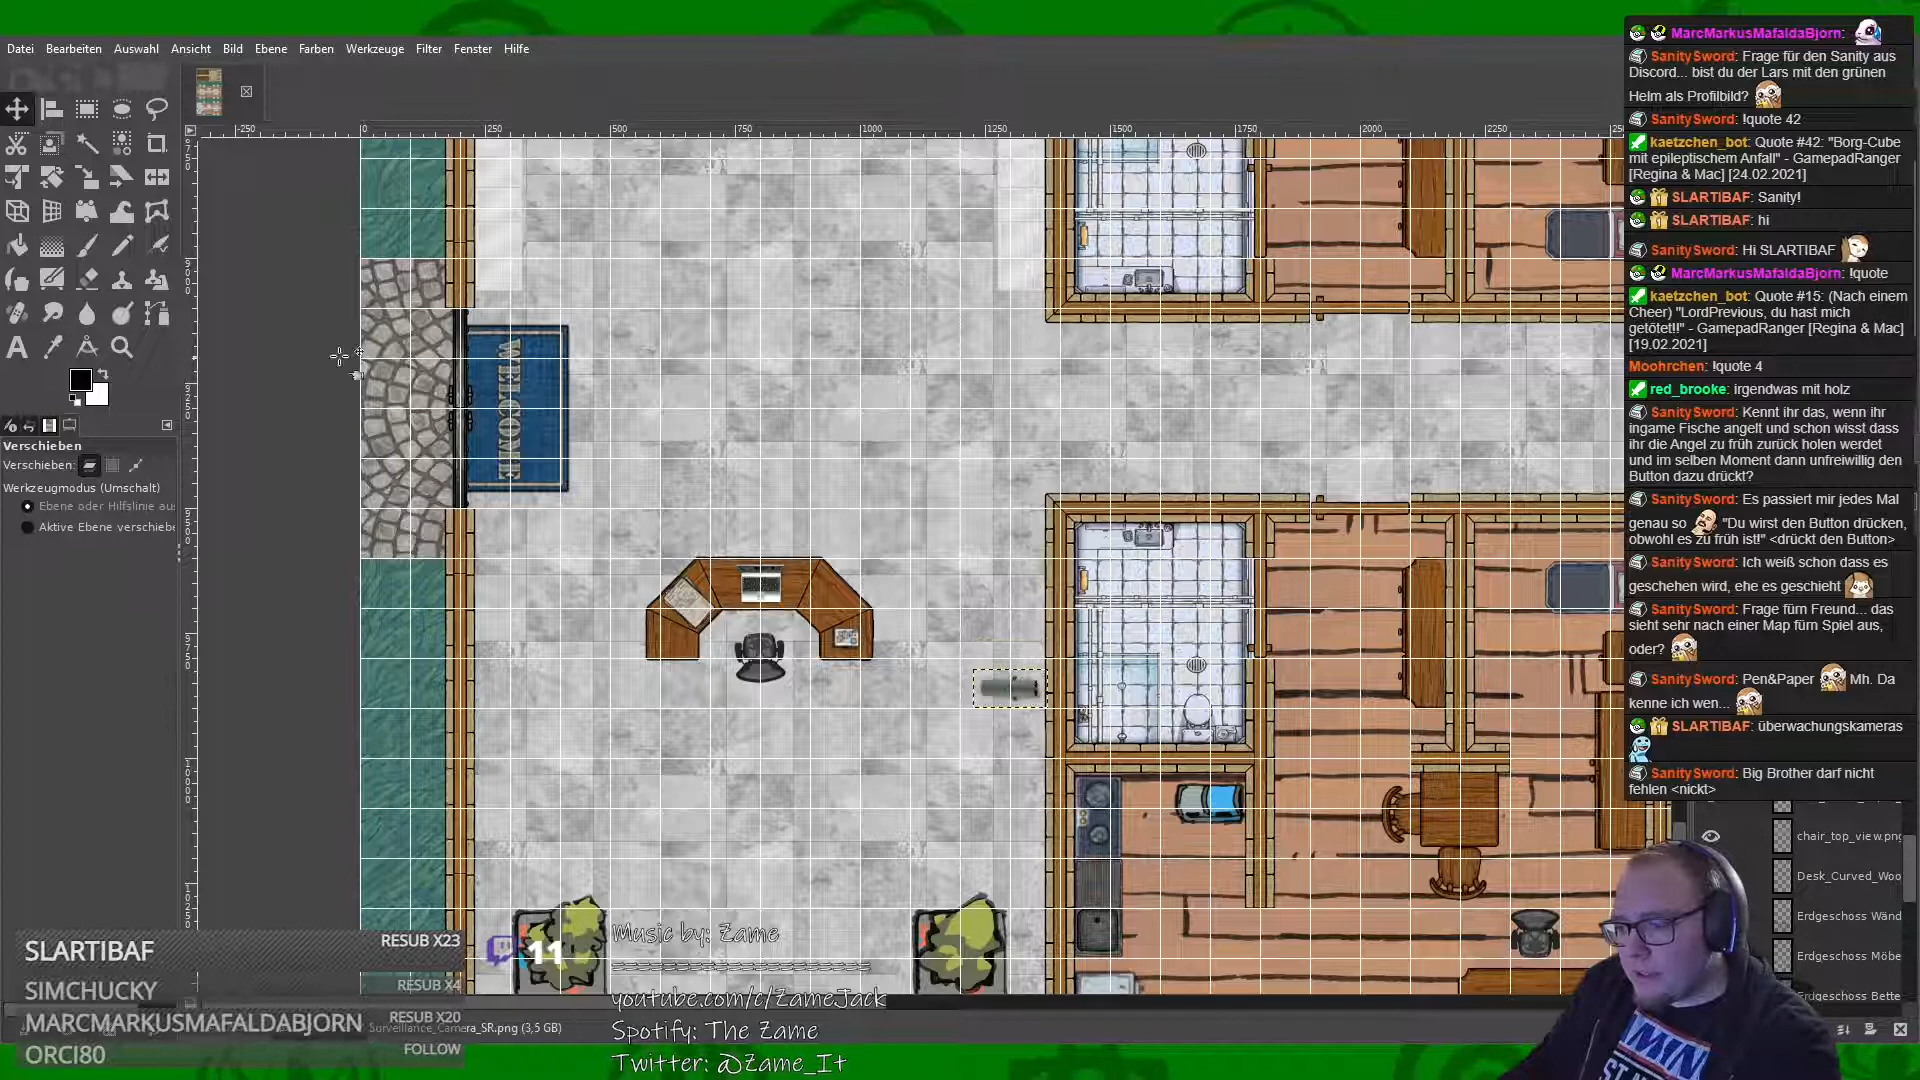 Datei Bearbeiten Auswahl Ansicht Bild Ebene Farben Werkzeuge Filter Fenster Hilfe
-250 0 250 500 750 1000 1250 1500 1750 2000 2250
Verschieben
Verschieben:
Werkzeugmodus (Umschalt)
Ebene oder Hilfslinie aus
Aktive Ebene verschiebe
WELCOME
MarcMarkusMafaldaBjorn:
SanitySword: Frage für den Sanity aus
Discord... bist du der Lars mit den grünen
Helm als Profilbild?
SanitySword: !quote 42
kaetzchen_bot: Quote #42: "Borg-Cube
mit epileptischem Anfall" - GamepadRanger
[Regina & Mac] [24.02.2021]
SLARTIBAF: Sanity!
SLARTIBAF: hi
SanitySword: Hi SLARTIBAF
MarcMarkusMafaldaBjorn: !quote
kaetzchen_bot: Quote #15: (Nach einem
Cheer) "LordPrevious, du hast mich
getötet!!" - GamepadRanger [Regina & Mac]
[19.02.2021]
Moohrchen: !quote 4
red_brooke: irgendwas mit holz
SanitySword: Kennt ihr das, wenn ihr
ingame Fische angelt und schon wisst dass
ihr die Angel zu früh zurück holen werdet
und im selben Moment dann unfreiwillig den
Button dazu drückt?
SanitySword: Es passiert mir jedes Mal
genau so "Du wirst den Button drücken,
obwohl es zu früh ist!" <drückt den Button>
SanitySword: Ich weiß schon dass es
geschehen wird, ehe es geschieht
SanitySword: Frage fürn Freund... das
sieht sehr nach einer Map fürn Spiel aus,
oder?
SanitySword: Pen&Paper Mh. Da
kenne ich wen...
SLARTIBAF: überwachungskameras
SanitySword: Big Brother darf nicht
fehlen <nickt>
chair_top_view.png
Desk_Curved_Woo
Erdgeschoss Wänd
Erdgeschoss Möbe
Erdgeschoss Bette
SLARTIBAF RESUB X23
SIMCHUCKY RESUB X4
MARCMARKUSMAFALDABJORN RESUB X20
ORCI80 FOLLOW
11
Surveillance_Camera_SR.png (3,5 GB)
Music by: Zame
youtube.com/c/ZameJack
Spotify: The Zame
Twitter: @Zame_It